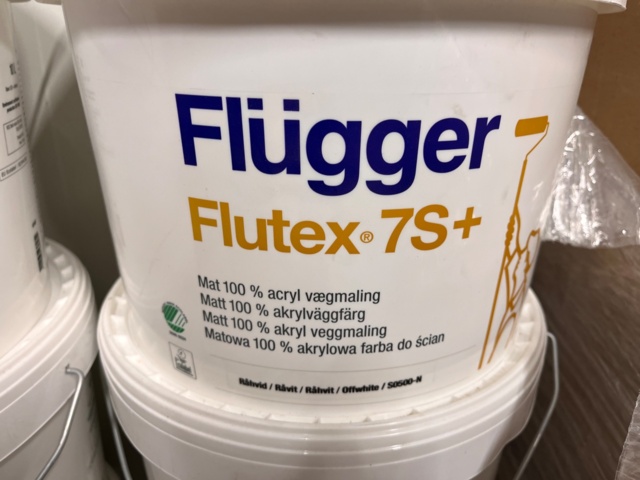 Flügger
Flutex® 7S+
Mat 100 % acryl vægmaling
Matt 100 % akrylväggfärg
Matt 100 % akryl veggmaling
Matowa 100 % akrylowa farba do ścian
Råhvid / Råvit / Råhvit / Offwhite / S0500-N